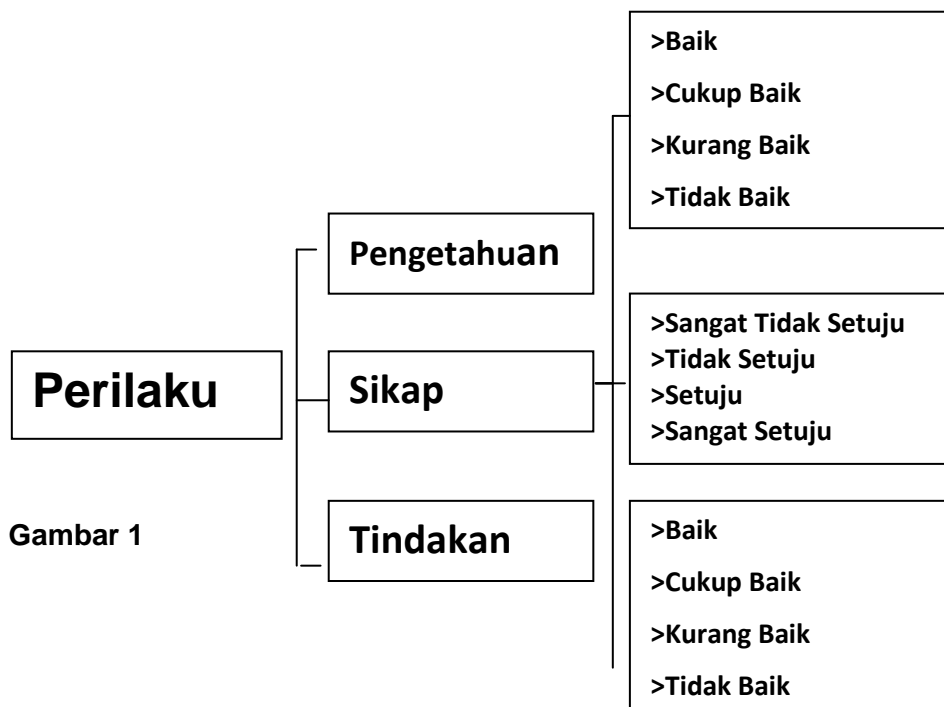 Perilaku
Gambar 1
Pengetahuan
Sikap
Tindakan
>Baik
>Cukup Baik
>Kurang Baik
>Tidak Baik
>Sangat Tidak Setuju
>Tidak Setuju
>Setuju
>Sangat Setuju
>Baik
>Cukup Baik
>Kurang Baik
>Tidak Baik